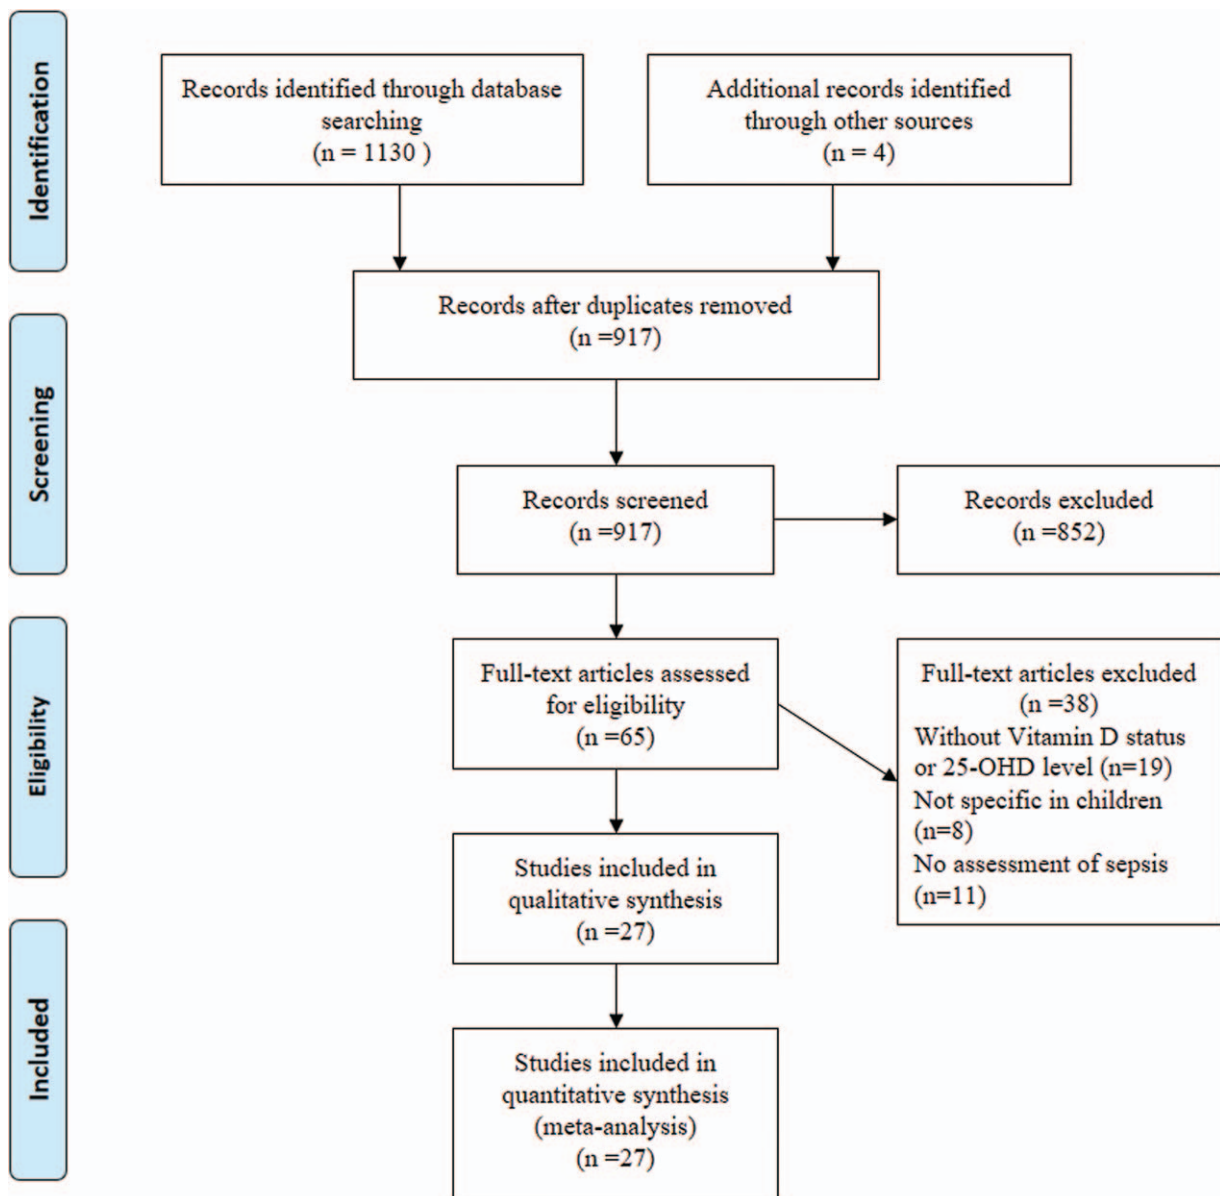 Identification
Records identified through database
searching
(n = 1130 )
Additional records identified
through other sources
(n = 4)
Records after duplicates removed
(n =917)
Screening
Records screened
(n =917)
Records excluded
(n =852)
Eligibility
Full-text articles assessed
for eligibility
(n =65)
Full-text articles excluded
(n =38)
Without Vitamin D status
or 25-OHD level (n=19)
Not specific in children
(n=8)
No assessment of sepsis
(n=11)
Studies included in
qualitative synthesis
(n =27)
Included
Studies included in
quantitative synthesis
(meta-analysis)
(n =27)